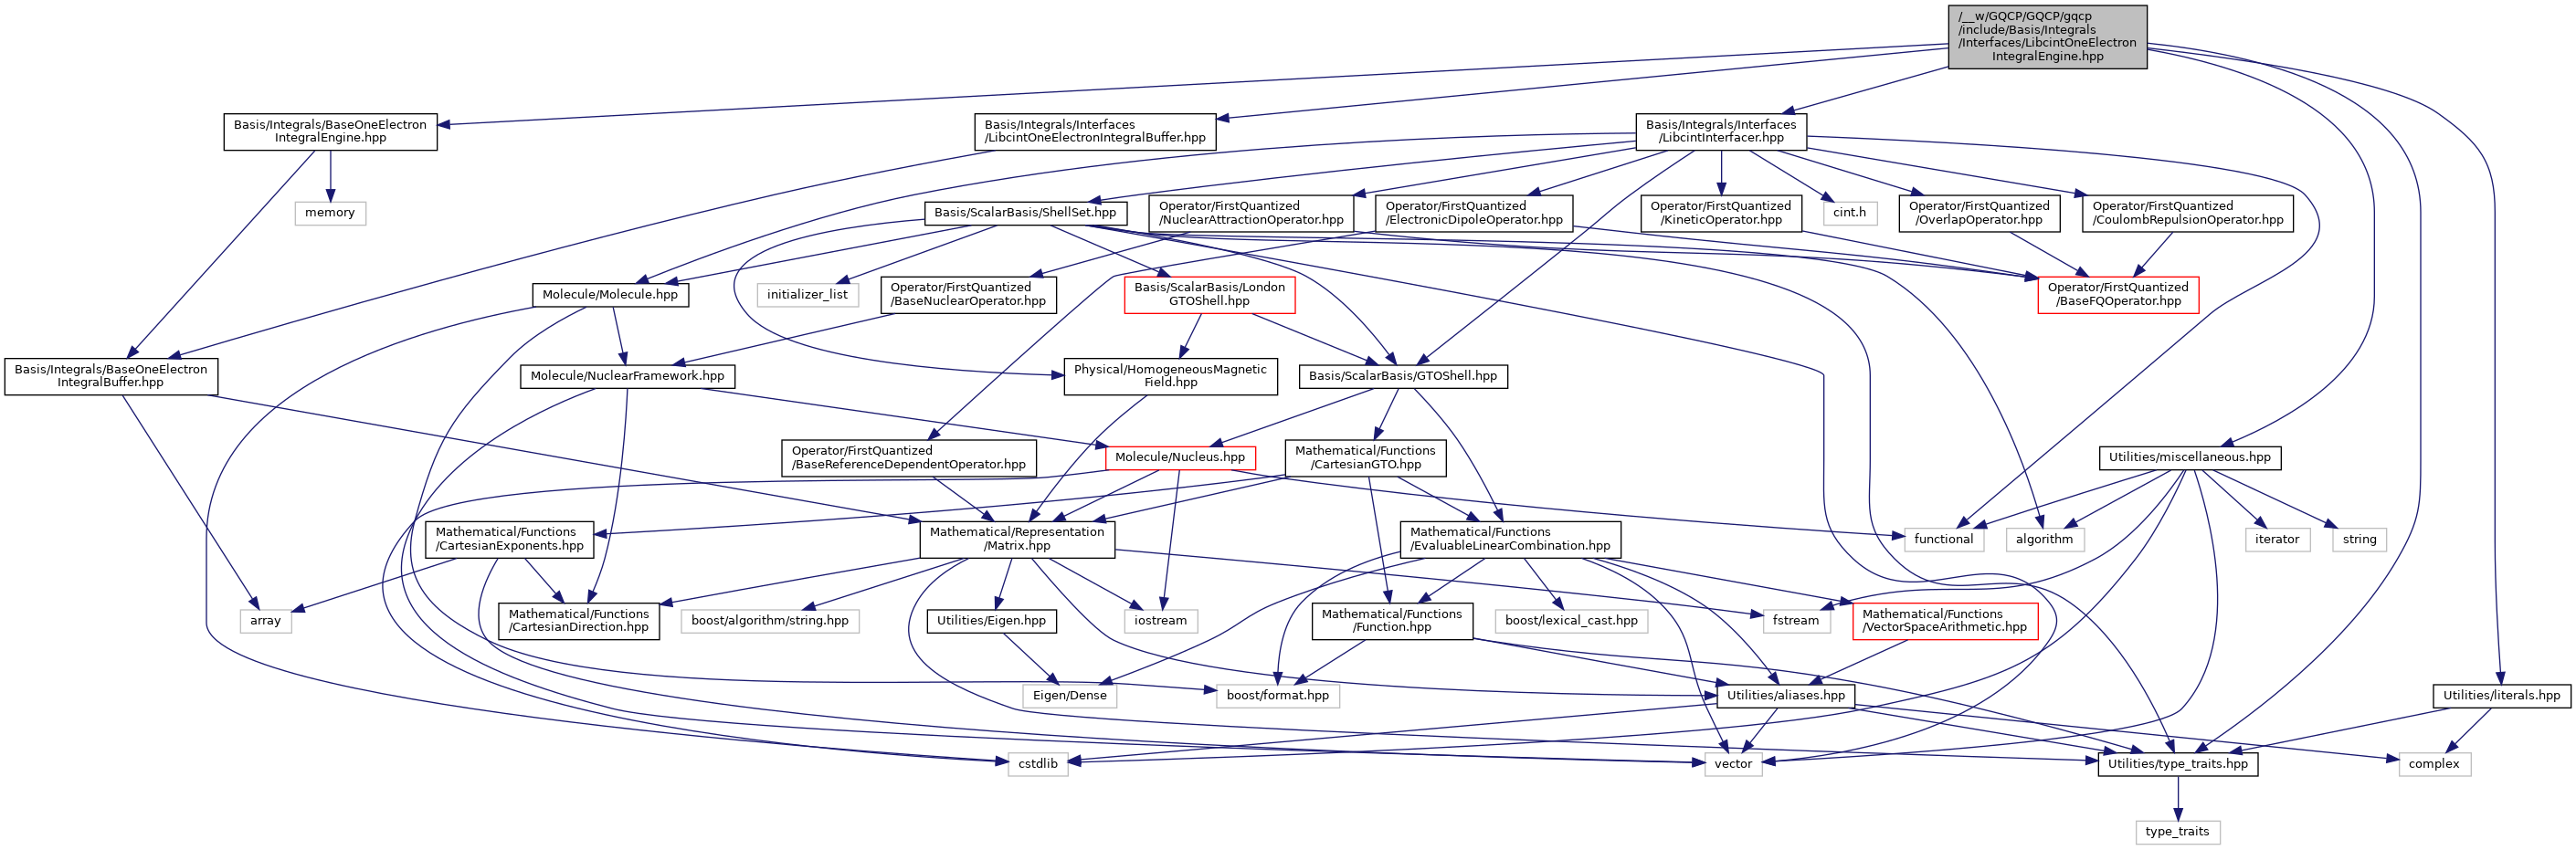 /__w/GQCP/GQCP/gqcp
/include/Basis/Integrals
/Interfaces/LibcintOneElectron
IntegralEngine.hpp
Basis/Integrals/BaseOneElectron
IntegralEngine.hpp
Basis/Integrals/Interfaces
/LibcintOneElectronIntegralBuffer.hpp
Basis/Integrals/Interfaces
/LibcintInterfacer.hpp
memory
Basis/ScalarBasis/ShellSet.hpp
Operator/FirstQuantized
/NuclearAttractionOperator.hpp
Operator/FirstQuantized
/ElectronicDipoleOperator.hpp
Operator/FirstQuantized
/KineticOperator.hpp
cint.h
Operator/FirstQuantized
/OverlapOperator.hpp
Operator/FirstQuantized
/CoulombRepulsionOperator.hpp
Molecule/Molecule.hpp
initializer_list
Operator/FirstQuantized
/BaseNuclearOperator.hpp
Basis/ScalarBasis/London
GTOShell.hpp
Operator/FirstQuantized
/BaseFQOperator.hpp
Basis/Integrals/BaseOneElectron
IntegralBuffer.hpp
Molecule/NuclearFramework.hpp
Physical/HomogeneousMagnetic
Field.hpp
Basis/ScalarBasis/GTOShell.hpp
Operator/FirstQuantized
/BaseReferenceDependentOperator.hpp
Molecule/Nucleus.hpp
Mathematical/Functions
/CartesianGTO.hpp
Utilities/miscellaneous.hpp
Mathematical/Functions
/CartesianExponents.hpp
Mathematical/Representation
/Matrix.hpp
Mathematical/Functions
/EvaluableLinearCombination.hpp
functional
algorithm
iterator
string
array
Mathematical/Functions
/CartesianDirection.hpp
boost/algorithm/string.hpp
Utilities/Eigen.hpp
iostream
Mathematical/Functions
/Function.hpp
boost/lexical_cast.hpp
fstream
Mathematical/Functions
/VectorSpaceArithmetic.hpp
Eigen/Dense
boost/format.hpp
Utilities/aliases.hpp
Utilities/literals.hpp
cstdlib
vector
Utilities/type_traits.hpp
complex
type_traits